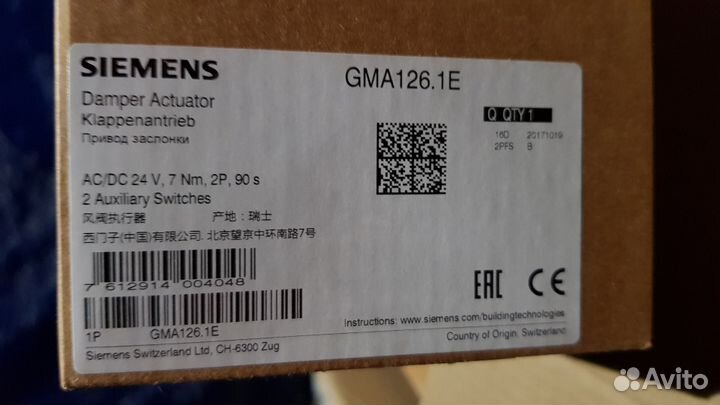 SIEMENS
GMA126.1E
Damper Actuator
Klappenantrieb
Привод заслонки
Q QTY 1
16D 20171019
2PFS B
AC/DC 24 V, 7 Nm, 2P, 90 s
2 Auxiliary Switches
风阀执行器 产地: 瑞士
西门子(中国)有限公司. 北京望京中环南路7号
7 612914 004048
EAC CE
1P GMA126.1E
Instructions: www.siemens.com/buildingtechnologies
Siemens Switzerland Ltd, CH-6300 Zug
Country of Origin: Switzerland
Avito